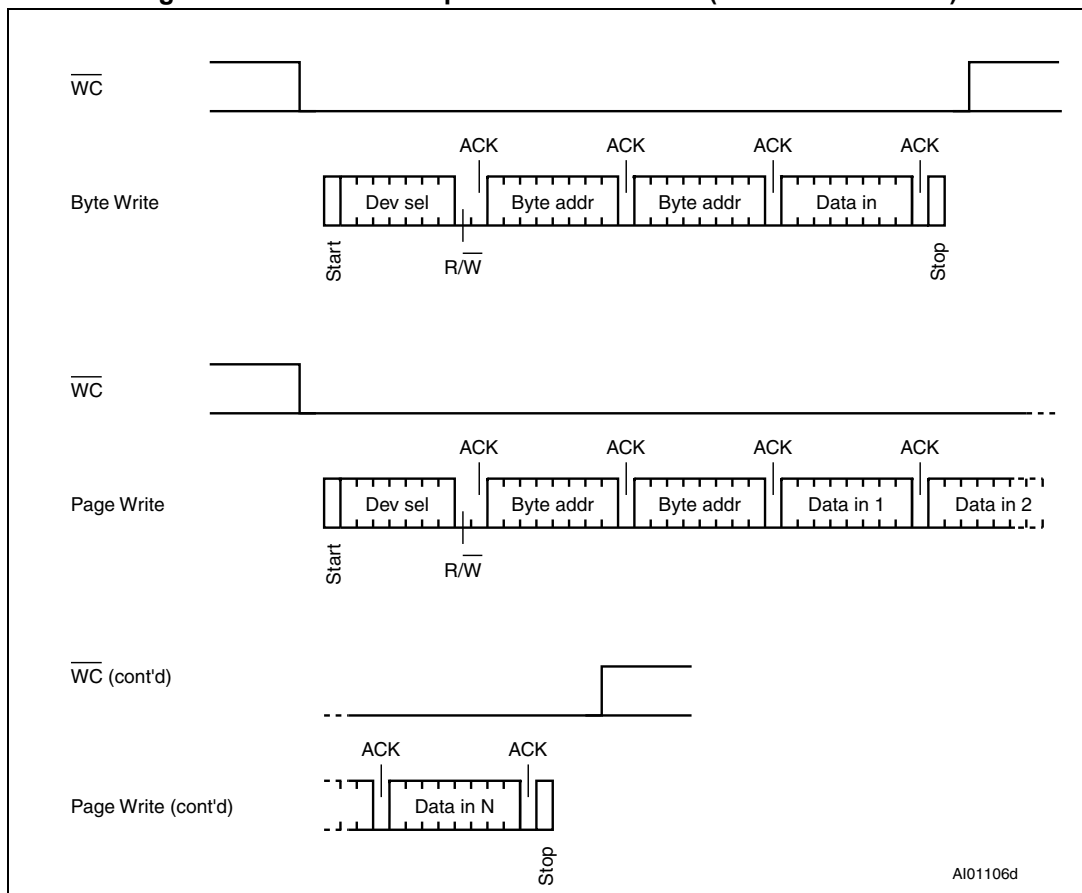 WC
ACK ACK ACK ACK
Byte Write Dev sel Byte addr Byte addr Data in
Start R/W Stop
WC
ACK ACK ACK ACK
Page Write Dev sel Byte addr Byte addr Data in 1 Data in 2
Start R/W
WC (cont'd)
ACK ACK
Page Write (cont'd) Data in N
Stop
AI01106d